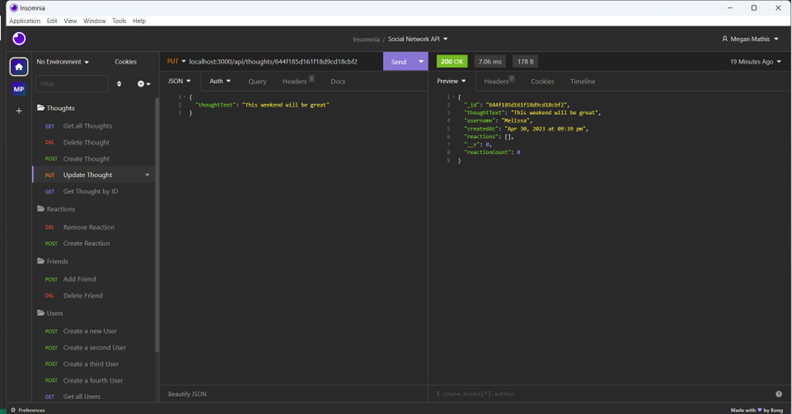 Insomnia
Application Edit View Window Tools Help
Insomnia / Social Network API
Megan Mathis
No Environment Cookies
PUT localhost:3000/api/thoughts/644f185d161f18d9cd18cbf2 Send
200 OK 7.06 ms 178 B 19 Minutes Ago
MP
Filter
JSON Auth Query Headers 1 Docs
Preview Headers 7 Cookies Timeline
Thoughts
GET Get all Thoughts
DEL Delete Thought
POST Create Thought
PUT Update Thought
GET Get Thought by ID
Reactions
DEL Remove Reaction
POST Create Reaction
Friends
POST Add Friend
DEL Delete Friend
Users
POST Create a new User
POST Create a second User
POST Create a third User
POST Create a fourth User
GET Get all Users
1 {
2 "thoughtText": "This weekend will be great"
3 }
1 {
2 "_id": "644f185d161f18d9cd18cbf2",
3 "thoughtText": "This weekend will be great",
4 "username": "Melissa",
5 "createdAt": "Apr 30, 2023 at 09:39 pm",
6 "reactions": [],
7 "__v": 0,
8 "reactionCount": 0
9 }
Beautify JSON
$.store.books[*].author
Preferences
Made with ♥ by Kong